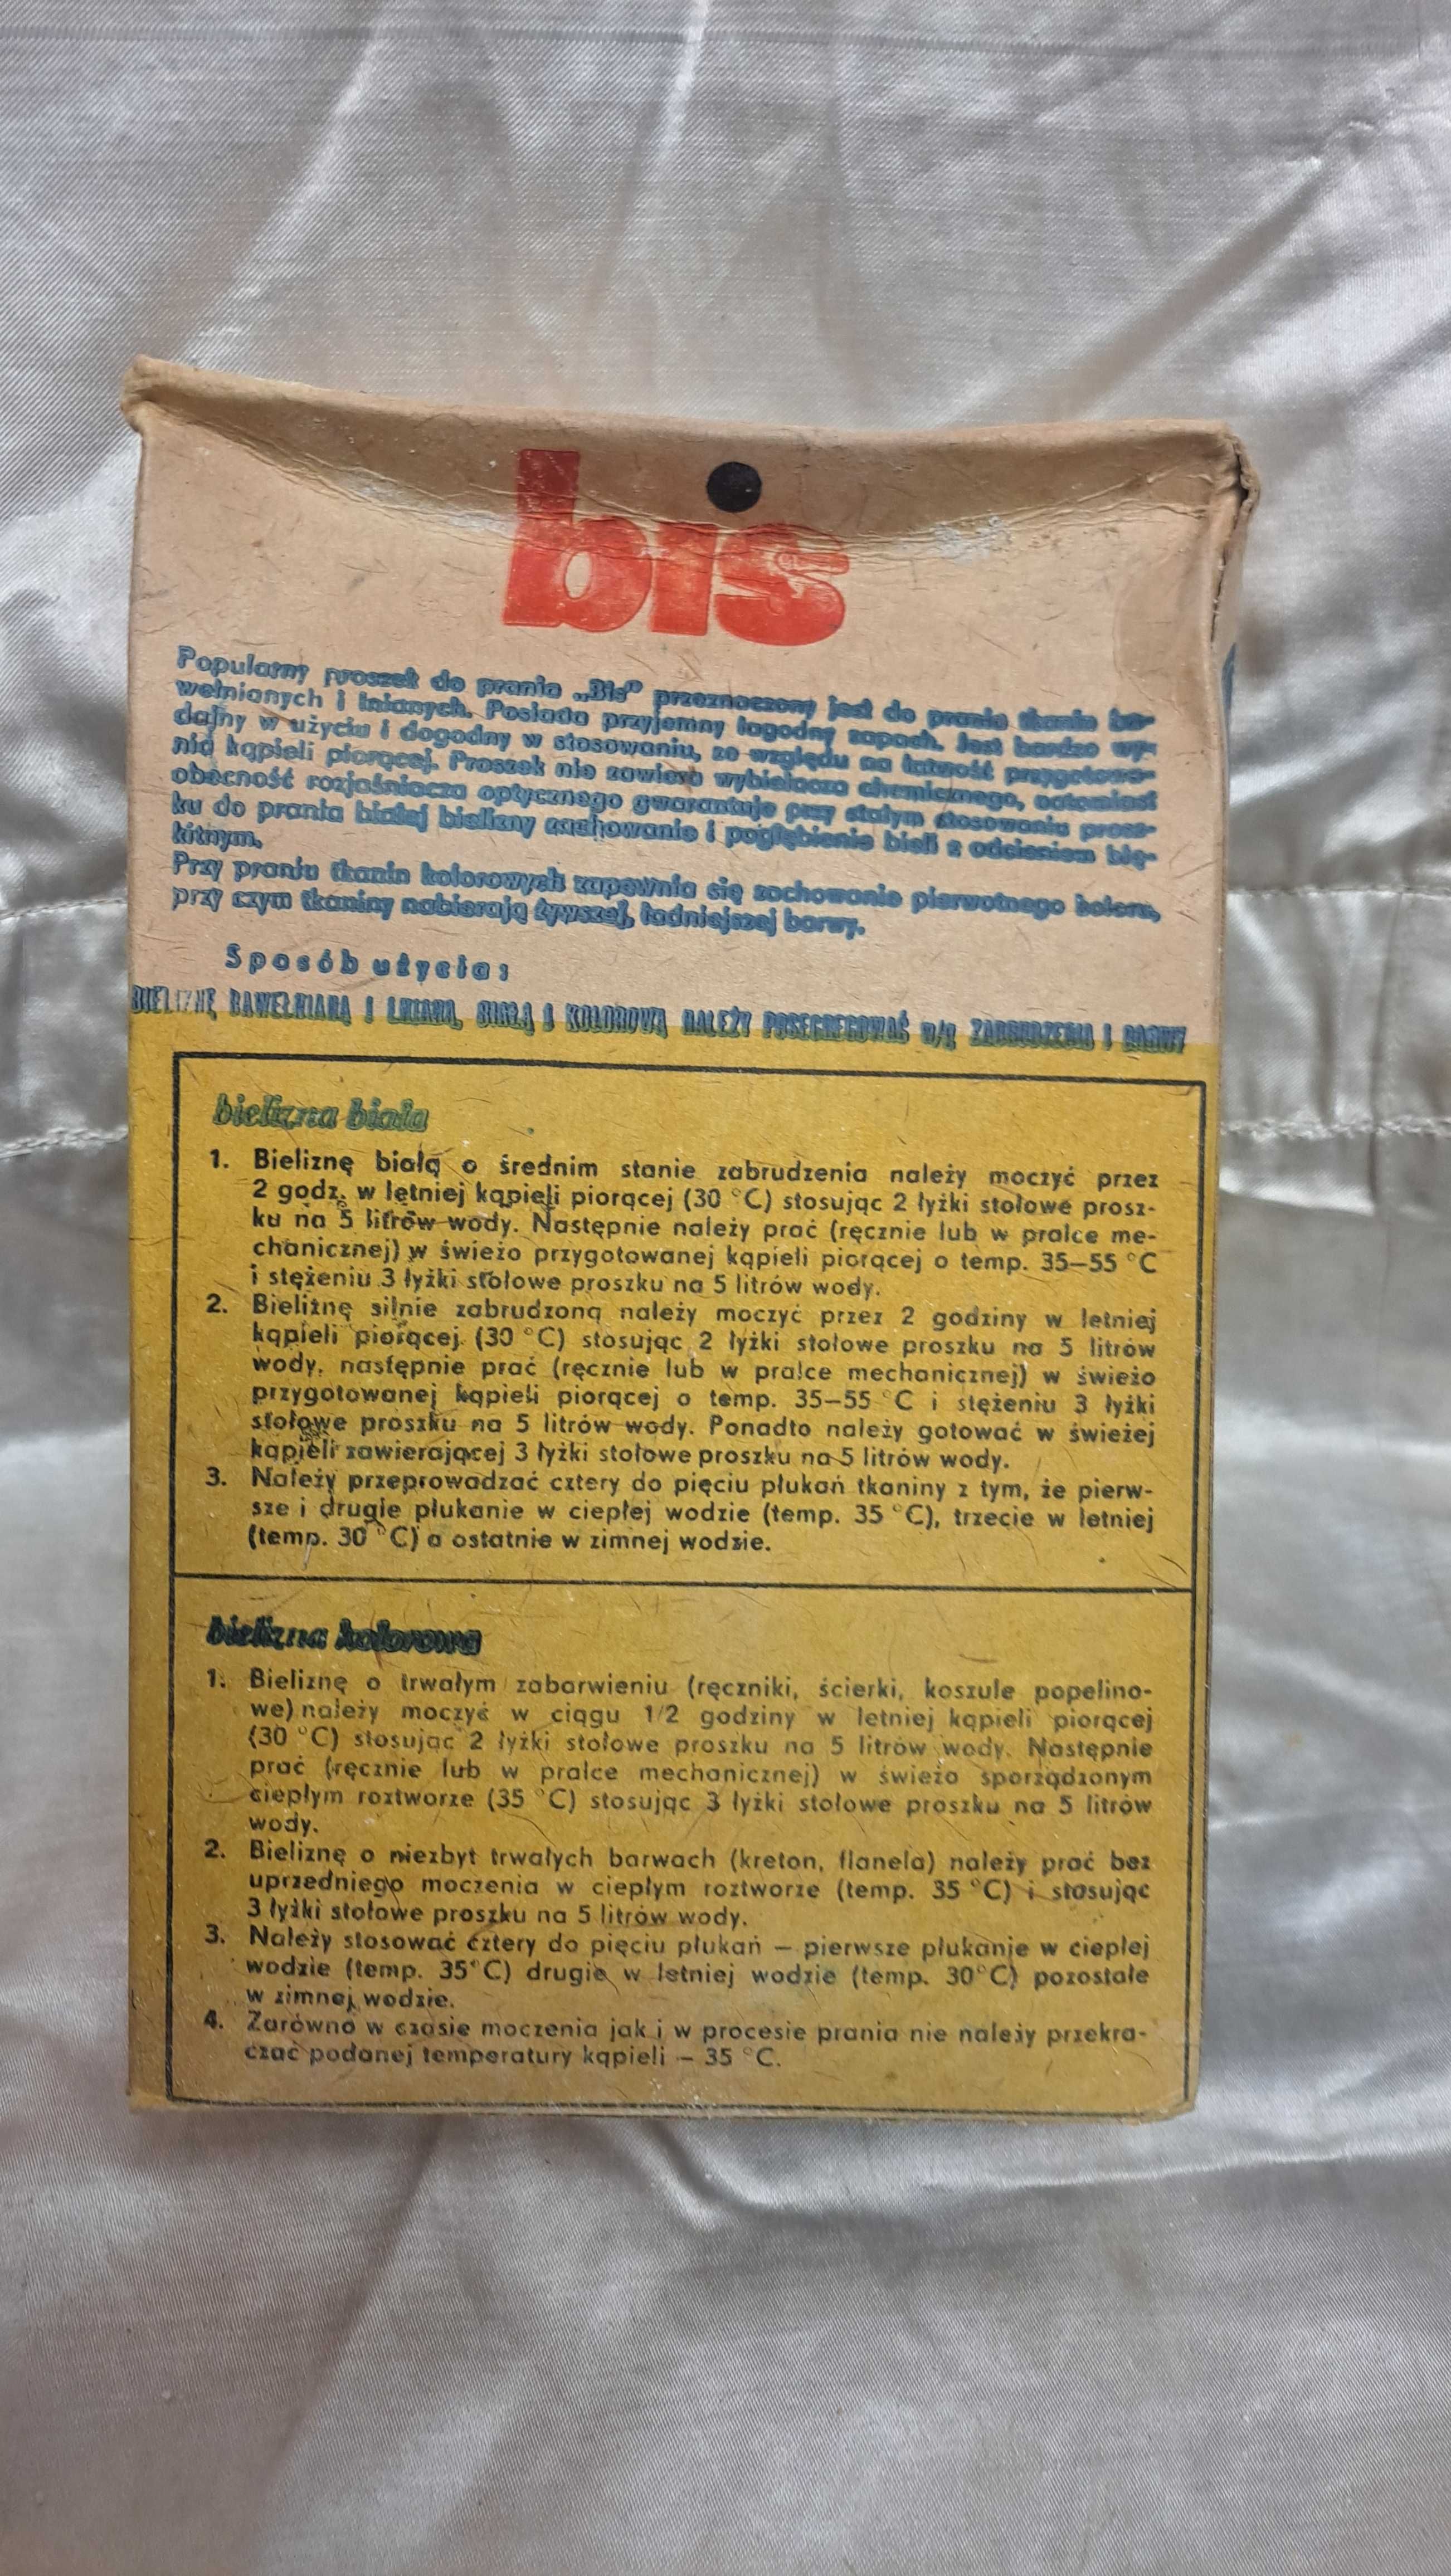 bis
Popularny proszek do prania „Bis” przeznaczony jest do prania tkanin ba-
wełnianych i lnianych. Posiada przyjemny łagodny zapach. Jest bardzo wy-
dajny w użyciu i dogodny w stosowaniu, ze względu na łatwość przygotowa-
nia kąpieli piorącej. Proszek nie zawiera wybielacza chemicznego, natomiast
obecność rozjaśniacza optycznego gwarantuje przy stałym stosowaniu prosz-
ku do prania białej bielizny zachowanie i pogłębienie bieli z odcieniem błę-
kitnym.
Przy praniu tkanin kolorowych zapewnia się zachowanie pierwotnego koloru,
przy czym tkaniny nabierają żywszej, ładniejszej barwy.
Sposób użycia:
BIELIZNĘ BAWEŁNIANĄ I LNIANĄ, BIAŁĄ I KOLOROWĄ NALEŻY POSEGREGOWAĆ w/g ZABRUDZENIA I BARWY
bielizna biała
1. Bieliznę białą o średnim stanie zabrudzenia należy moczyć przez
2 godz. w letniej kąpieli piorącej (30 °C) stosując 2 łyżki stołowe prosz-
ku na 5 litrów wody. Następnie należy prać (ręcznie lub w pralce me-
chanicznej) w świeżo przygotowanej kąpieli piorącej o temp. 35–55 °C
i stężeniu 3 łyżki stołowe proszku na 5 litrów wody.
2. Bieliznę silnie zabrudzoną należy moczyć przez 2 godziny w letniej
kąpieli piorącej (30 °C) stosując 2 łyżki stołowe proszku na 5 litrów
wody, następnie prać (ręcznie lub w pralce mechanicznej) w świeżo
przygotowanej kąpieli piorącej o temp. 35–55 °C i stężeniu 3 łyżki
stołowe proszku na 5 litrów wody. Ponadto należy gotować w świeżej
kąpieli zawierającej 3 łyżki stołowe proszku na 5 litrów wody.
3. Należy przeprowadzać cztery do pięciu płukań tkaniny z tym, że pierw-
sze i drugie płukanie w ciepłej wodzie (temp. 35 °C), trzecie w letniej
(temp. 30 °C) a ostatnie w zimnej wodzie.
bielizna kolorowa
1. Bieliznę o trwałym zabarwieniu (ręczniki, ścierki, koszule popelino-
we) należy moczyć w ciągu 1/2 godziny w letniej kąpieli piorącej
(30 °C) stosując 2 łyżki stołowe proszku na 5 litrów wody. Następnie
prać (ręcznie lub w pralce mechanicznej) w świeżo sporządzonym
ciepłym roztworze (35 °C) stosując 3 łyżki stołowe proszku na 5 litrów
wody.
2. Bieliznę o niezbyt trwałych barwach (kreton, flanela) należy prać bez
uprzedniego moczenia w ciepłym roztworze (temp. 35 °C) i stosując
3 łyżki stołowe proszku na 5 litrów wody.
3. Należy stosować cztery do pięciu płukań — pierwsze płukanie w ciepłej
wodzie (temp. 35°C) drugie w letniej wodzie (temp. 30°C) pozostałe
w zimnej wodzie.
4. Zarówno w czasie moczenia jak i w procesie prania nie należy przekra-
czać podanej temperatury kąpieli – 35 °C.